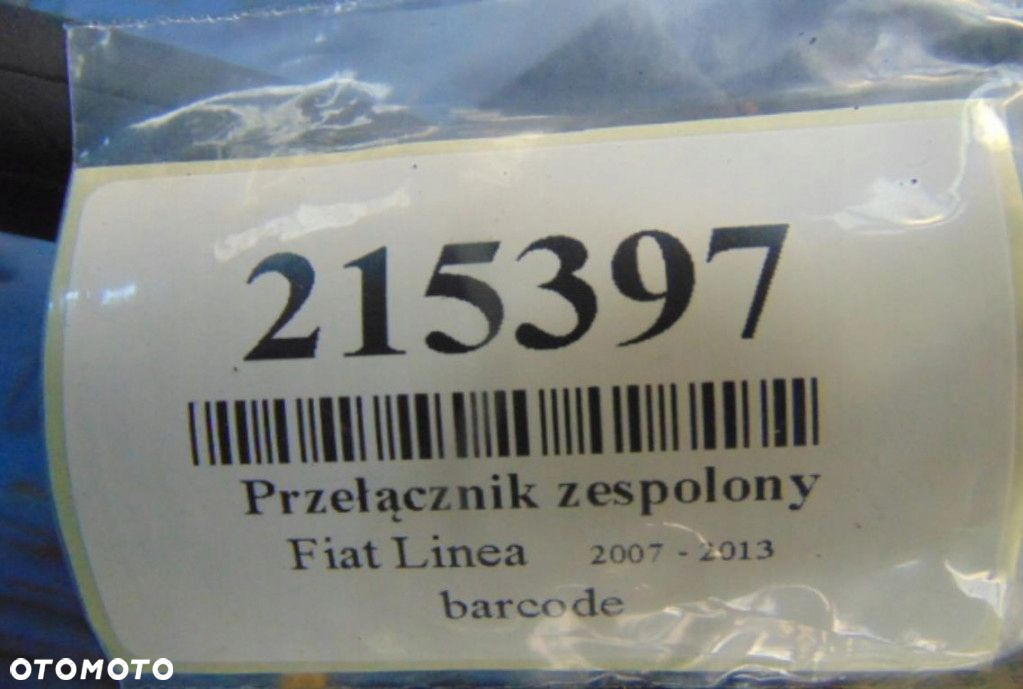 215397
Przełącznik zespolony
Fiat Linea 2007 - 2013
barcode
OTOMOTO